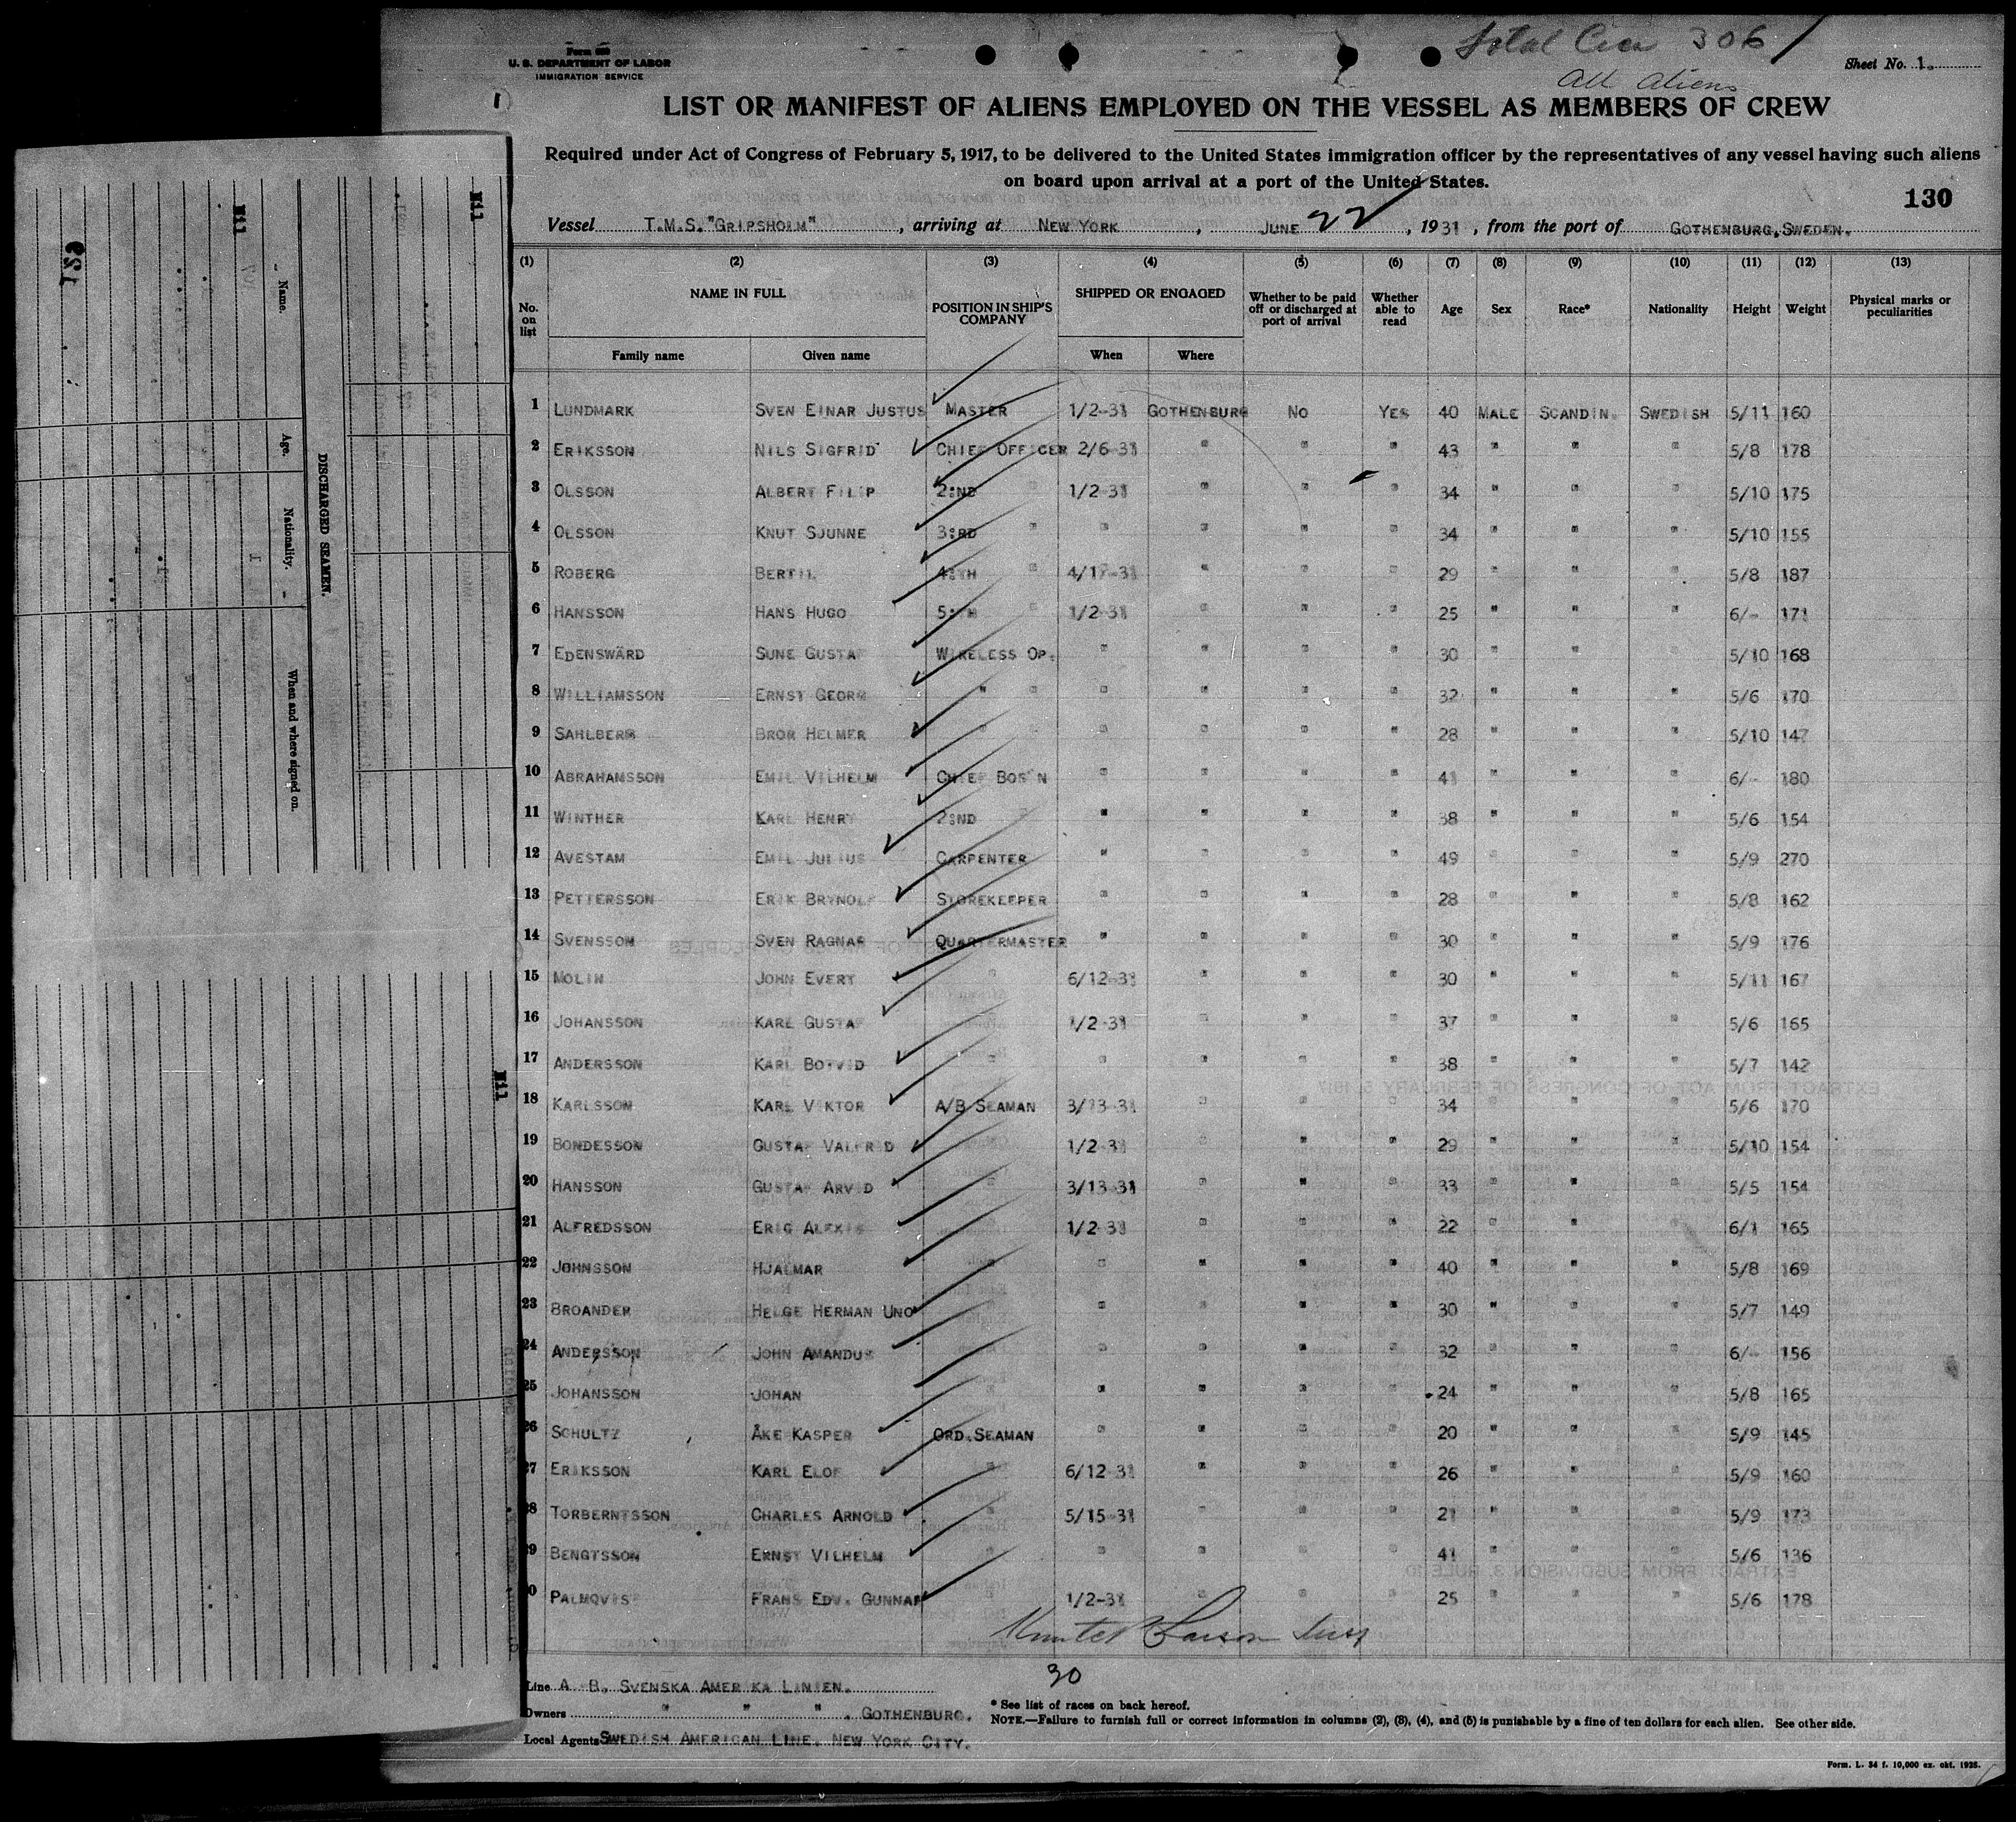 Form 680
U. S. DEPARTMENT OF LABOR
IMMIGRATION SERVICE
Total Crew 306
All Aliens
Sheet No. 1.
LIST OR MANIFEST OF ALIENS EMPLOYED ON THE VESSEL AS MEMBERS OF CREW
Required under Act of Congress of February 5, 1917, to be delivered to the United States immigration officer by the representatives of any vessel having such aliens
on board upon arrival at a port of the United States.
130
Vessel T.M.S. "GRIPSHOLM", arriving at NEW YORK, JUNE 22, 1931, from the port of GOTHENBURG, SWEDEN.
(1) (2) (3) (4) (5) (6) (7) (8) (9) (10) (11) (12) (13)
No. on list NAME IN FULL Family name Given name POSITION IN SHIP'S COMPANY SHIPPED OR ENGAGED When Where Whether to be paid off or discharged at port of arrival Whether able to read Age Sex Race* Nationality Height Weight Physical marks or peculiarities
1 LUNDMARK SVEN EINAR JUSTUS MASTER 1/2-31 GOTHENBURG NO YES 40 MALE SCANDIN. SWEDISH 5/11 160
2 ERIKSSON NILS SIGFRID CHIEF OFFICER 2/6-31 " " " 43 " " " 5/8 178
3 OLSSON ALBERT FILIP 2:ND " 1/2-31 " " " 34 " " " 5/10 175
4 OLSSON KNUT SJUNNE 3:RD " " " " " 34 " " " 5/10 155
5 ROBERG BERTIL 4:TH " 4/17-31 " " " 29 " " " 5/8 187
6 HANSSON HANS HUGO 5:TH " 1/2-31 " " " 25 " " " 6/- 171
7 EDENSWÄRD SUNE GUSTAF WIRELESS OP. " " " " 30 " " " 5/10 168
8 WILLIAMSSON ERNST GEORG " " " " " " 32 " " " 5/6 170
9 SAHLBERG BROR HELMER " " " " " " 28 " " " 5/10 147
10 ABRAHAMSSON EMIL VILHELM CHIEF BOS'N " " " " 41 " " " 6/- 180
11 WINTHER KARL HENRY 2:ND " " " " " 38 " " " 5/6 154
12 AVESTAM EMIL JULIUS CARPENTER " " " " 49 " " " 5/9 270
13 PETTERSSON ERIK BRYNOLF STOREKEEPER " " " " 28 " " " 5/8 162
14 SVENSSON SVEN RAGNAR QUARTERMASTER " " " " 30 " " " 5/9 176
15 MOLIN JOHN EVERT " 6/12-31 " " " 30 " " " 5/11 167
16 JOHANSSON KARL GUSTAF " 1/2-31 " " " 37 " " " 5/6 165
17 ANDERSSON KARL BOTVID " " " " " 38 " " " 5/7 142
18 KARLSSON KARL VIKTOR A/B SEAMAN 3/13-31 " " " 34 " " " 5/6 170
19 BONDESSON GUSTAF VALFRID " 1/2-31 " " " 29 " " " 5/10 154
20 HANSSON GUSTAF ARVID " 3/13-31 " " " 33 " " " 5/5 154
21 ALFREDSSON ERIC ALEXIS " 1/2-31 " " " 22 " " " 6/1 165
22 JOHNSSON HJALMAR " " " " " 40 " " " 5/8 169
23 BROANDER HELGE HERMAN UNO " " " " " 30 " " " 5/7 149
24 ANDERSSON JOHN AMANDUS " " " " " 32 " " " 6/- 156
25 JOHANSSON JOHAN " " " " " 24 " " " 5/8 165
26 SCHULTZ ÅKE KASPER ORD. SEAMAN " " " " 20 " " " 5/9 145
27 ERIKSSON KARL ELOF " 6/12-31 " " " 26 " " " 5/9 160
28 TORBERNTSSON CHARLES ARNOLD " 5/15-31 " " " 21 " " " 5/9 173
29 BENGTSSON ERNST VILHELM " " " " " 41 " " " 5/6 136
30 PALMQVIST FRANS EDV. GUNNAR " 1/2-31 " " " 25 " " " 5/6 178
30
Line A.-B. SVENSKA AMERIKA LINIEN.
Owners " " " . GOTHENBURG.
Local Agents SWEDISH AMERICAN LINE. NEW YORK CITY.
* See list of races on back hereof.
NOTE.—Failure to furnish full or correct information in columns (2), (3), (4), and (5) is punishable by a fine of ten dollars for each alien. See other side.
Form. L. 34 f. 10,000 ex. okt. 1928.
129
DISCHARGED SEAMEN.
Name. Age. Nationality. When and where signed on.
Nil
Nil
Nil